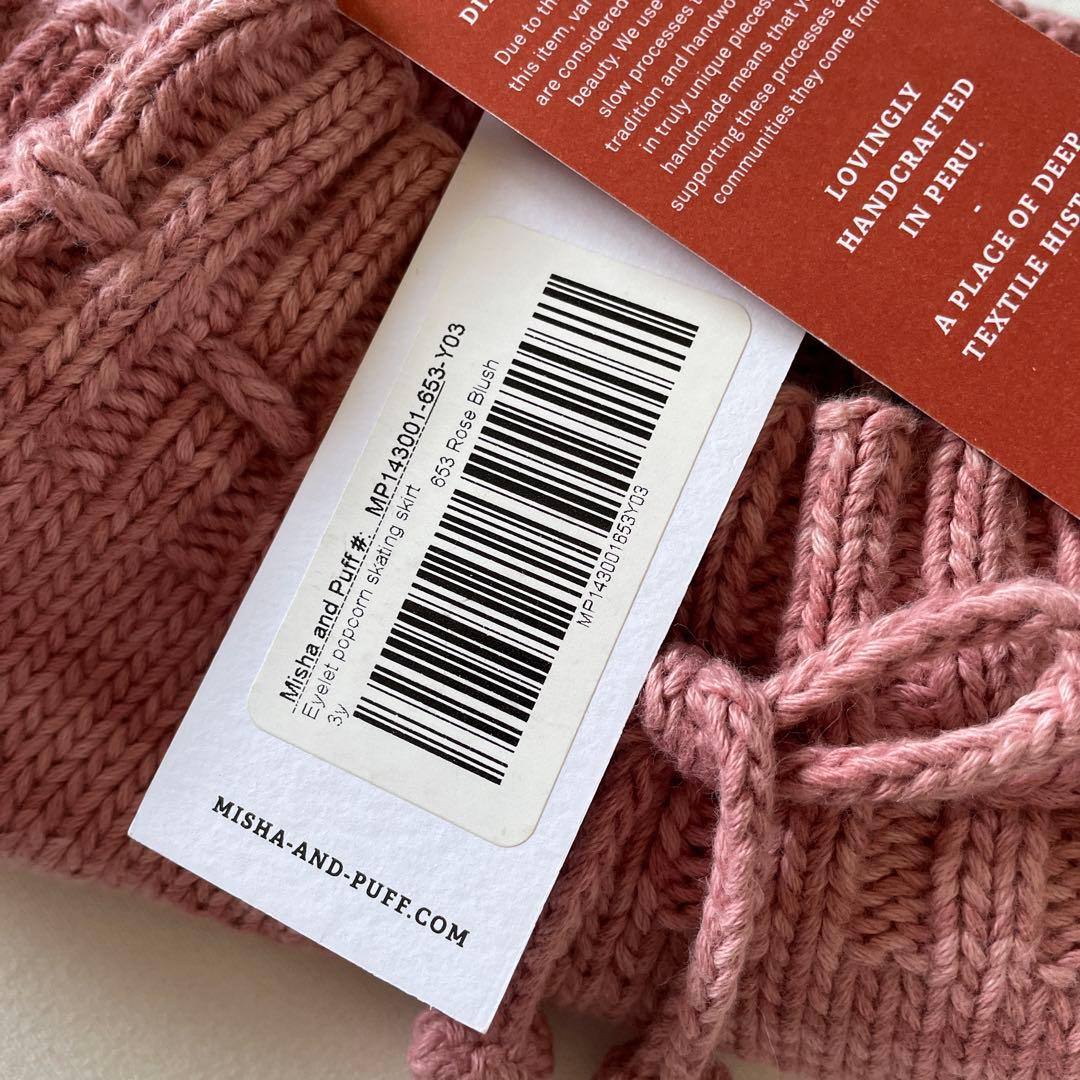 Due to th
this item, va
are considered
beauty. We use
slow processes t
tradition and handwo
in truly unique pieces
handmade means that y
supporting these processes a
communities they come from
LOVINGLY
HANDCRAFTED
IN PERU.
-
A PLACE OF DEEP
TEXTILE HIST
Misha and Puff #: MP143001-653-Y03
Eyelet popcorn skating skirt 653 Rose Blush
3y
MP143001653Y03
MISHA-AND-PUFF.COM